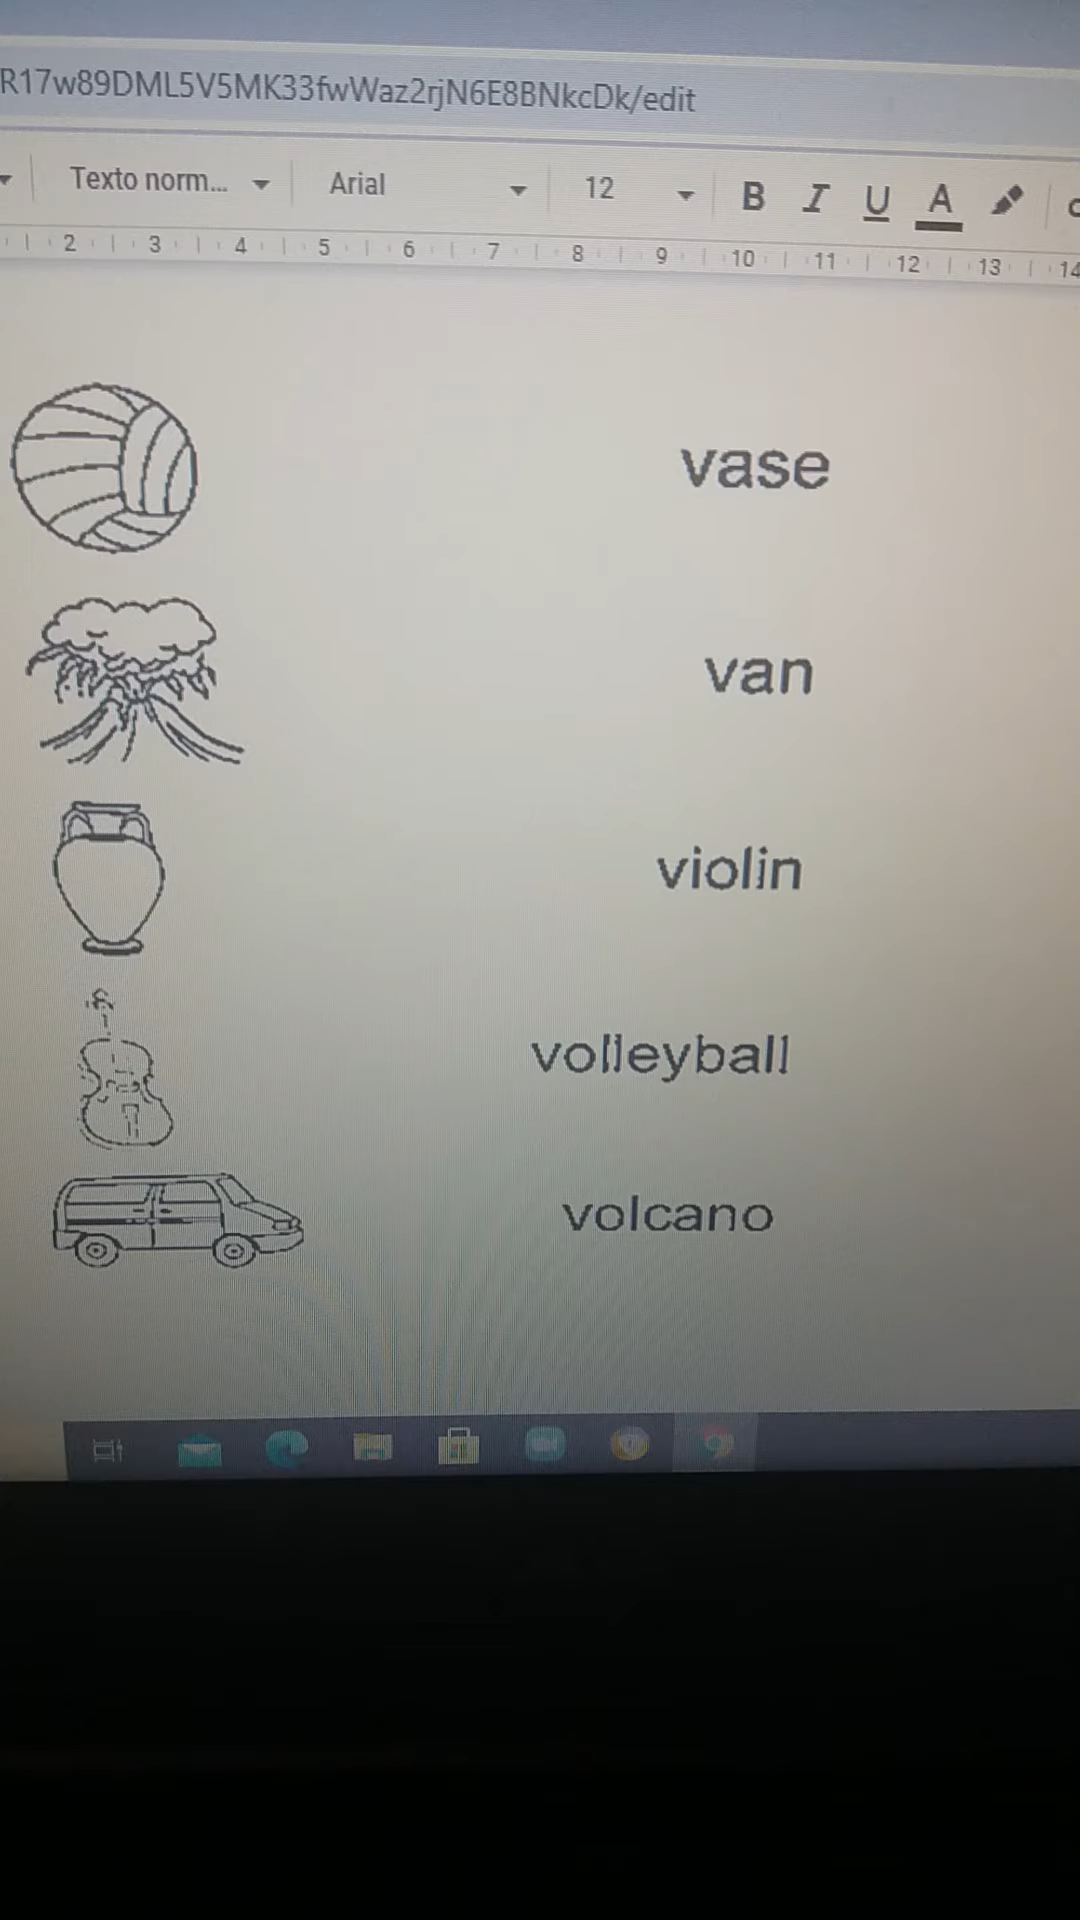 R17w89DML5V5MK33fwWaz2rjN6E8BNkcDk/edit
Texto norm... Arial 12 B I U A
2 3 4 5 6 7 8 9 10 11 12 13 14
vase
van
violin
volleyball
volcano